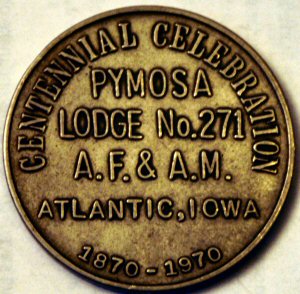 CENTENNIAL CELEBRATION
PYMOSA
LODGE No.271
A.F. & A.M.
ATLANTIC, IOWA
1870-1970